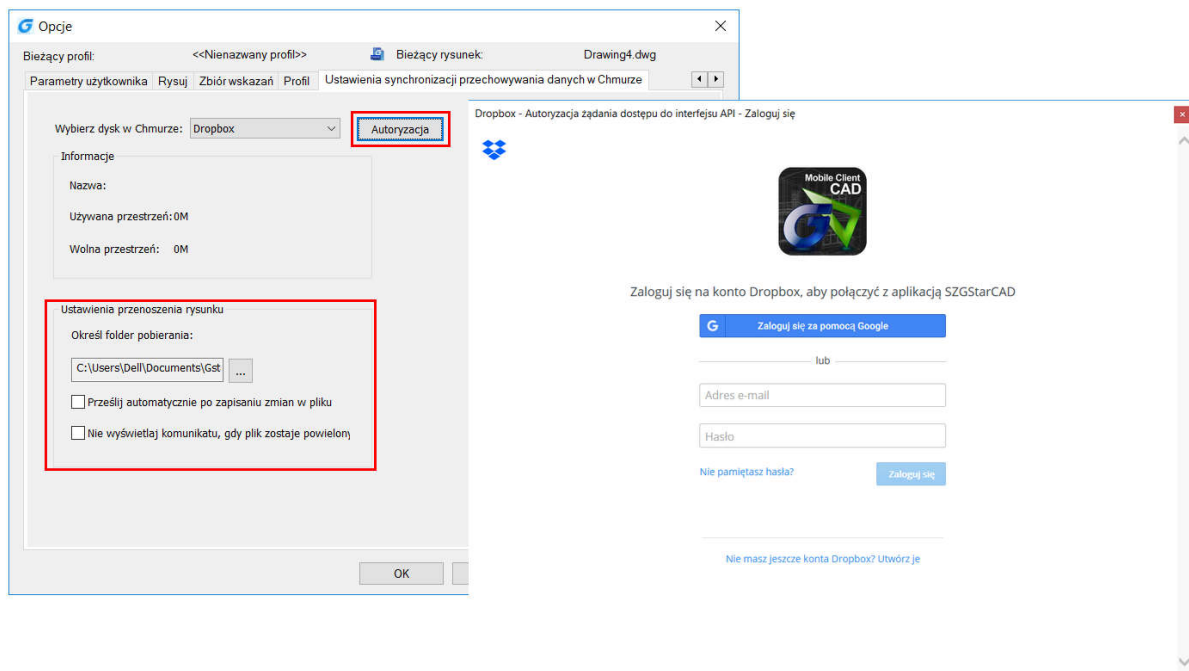 Opcje
Bieżący profil: <<Nienazwany profil>> Bieżący rysunek: Drawing4.dwg
Parametry użytkownika Rysuj Zbiór wskazań Profil Ustawienia synchronizacji przechowywania danych w Chmurze
Wybierz dysk w Chmurze: Dropbox Autoryzacja
Informacje
Nazwa:
Używana przestrzeń: 0M
Wolna przestrzeń: 0M
Ustawienia przenoszenia rysunku
Określ folder pobierania:
C:\Users\Dell\Documents\Gst ...
Prześlij automatycznie po zapisaniu zmian w pliku
Nie wyświetlaj komunikatu, gdy plik zostaje powielony
OK
Dropbox - Autoryzacja żądania dostępu do interfejsu API - Zaloguj się
Mobile Client
CAD
Zaloguj się na konto Dropbox, aby połączyć z aplikacją SZGStarCAD
G Zaloguj się za pomocą Google
lub
Adres e-mail
Hasło
Nie pamiętasz hasła? Zaloguj się
Nie masz jeszcze konta Dropbox? Utwórz je